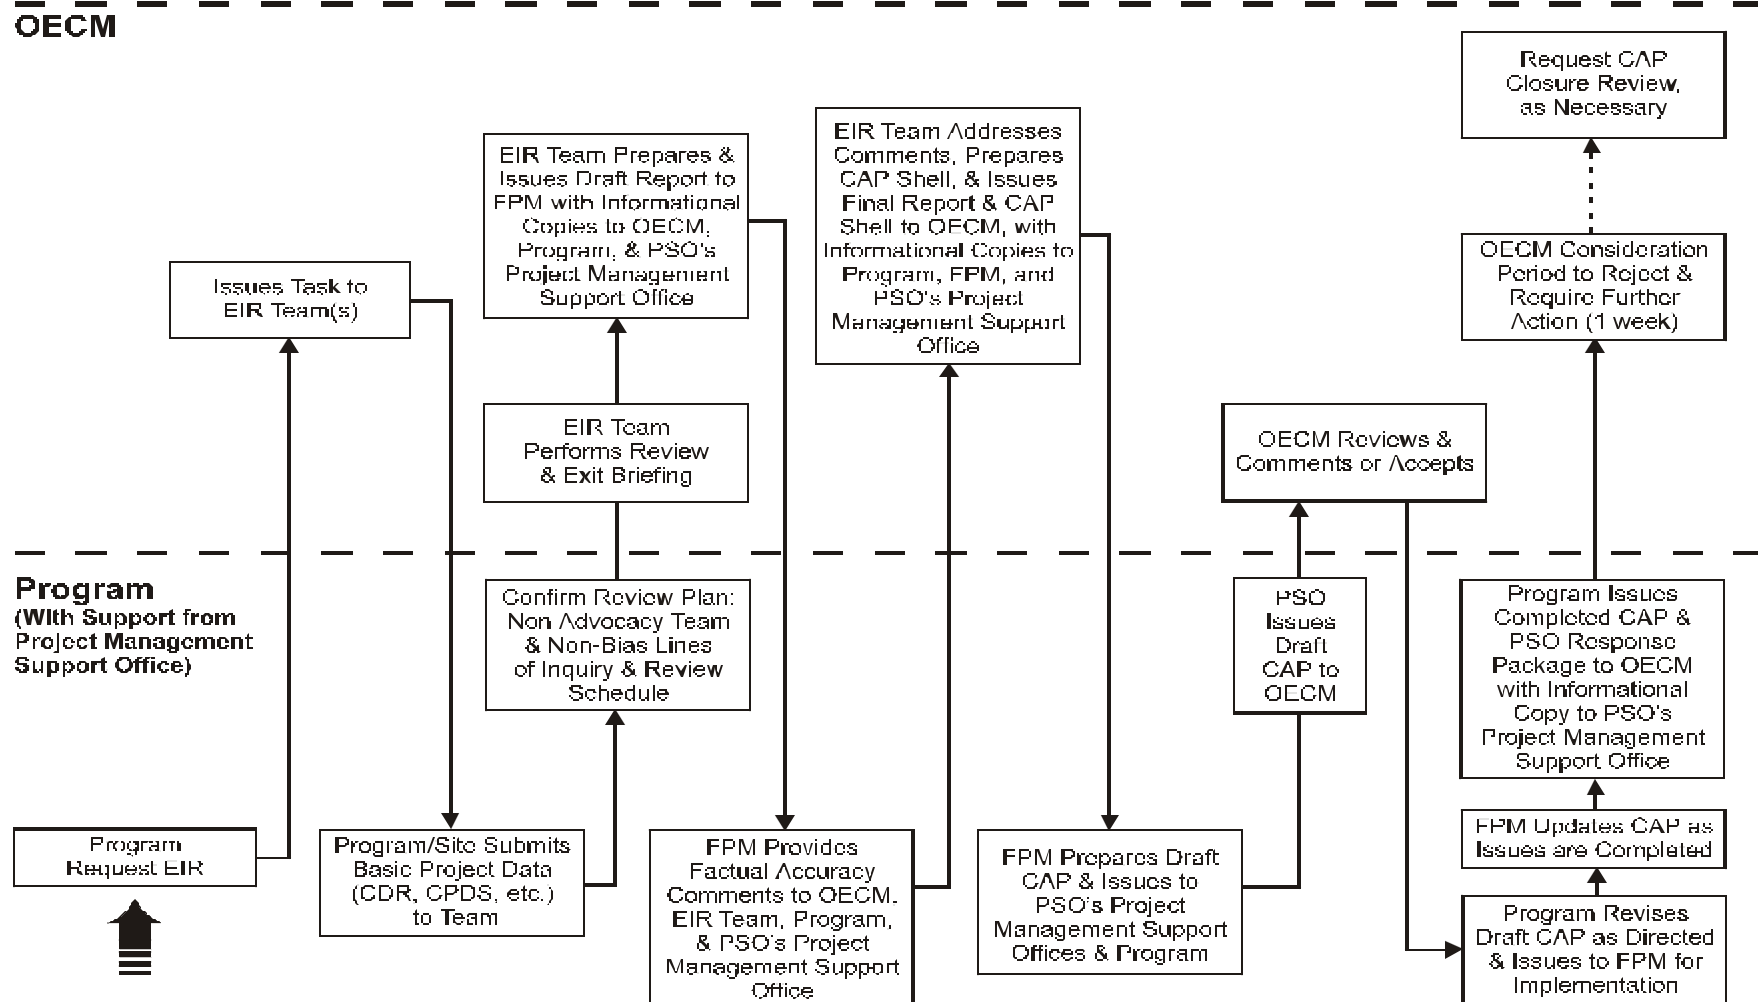 OECM
Request CAP
Closure Review,
as Necessary
EIR Team Addresses
Comments, Prepares
CAP Shell, & Issues
Final Report & CAP
Shell to OECM, with
Informational Copies to
Program, FPM, and
PSO's Project
Management Support
Office
EIR Team Prepares &
Issues Draft Report to
FPM with Informational
Copies to OECM,
Program, & PSO's
Project Management
Support Office
OECM Consideration
Period to Reject &
Require Further
Action (1 week)
Issues Task to
EIR Team(s)
EIR Team
Performs Review
& Exit Briefing
OECM Reviews &
Comments or Accepts
Program
(With Support from
Project Management
Support Office)
Confirm Review Plan:
Non Advocacy Team
& Non-Bias Lines
of Inquiry & Review
Schedule
PSO
Issues
Draft
CAP to
OECM
Program Issues
Completed CAP &
PSO Response
Package to OECM
with Informational
Copy to PSO's
Project Management
Support Office
Program
Request EIR
Program/Site Submits
Basic Project Data
(CDR, CPDS, etc.)
to Team
FPM Provides
Factual Accuracy
Comments to OECM.
EIR Team, Program,
& PSO's Project
Management Support
Office
FPM Prepares Draft
CAP & Issues to
PSO's Project
Management Support
Offices & Program
FPM Updates CAP as
Issues are Completed
Program Revises
Draft CAP as Directed
& Issues to FPM for
Implementation